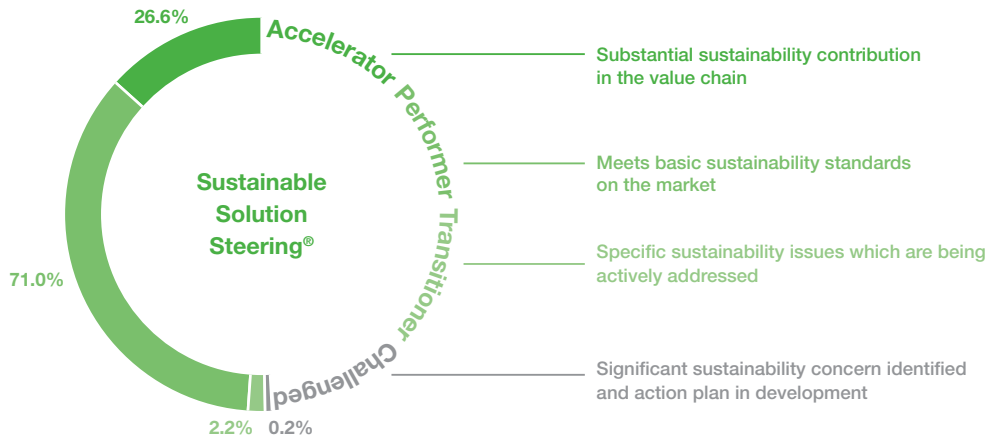 26.6%
71.0%
2.2%
0.2%
Sustainable
Solution
Steering®
Accelerator
Performer
Transitioner
Challenged
Substantial sustainability contribution
in the value chain
Meets basic sustainability standards
on the market
Specific sustainability issues which are being
actively addressed
Significant sustainability concern identified
and action plan in development